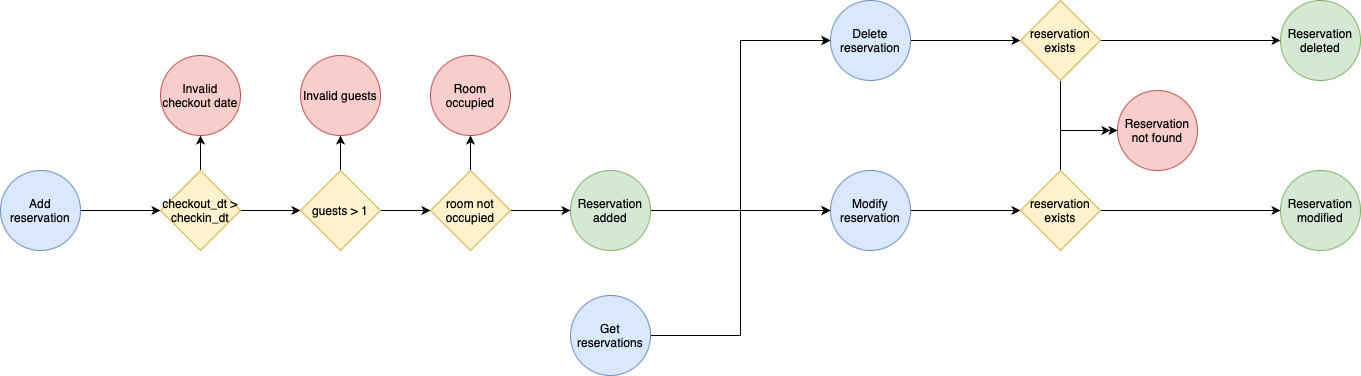 Delete
reservation
reservation
exists
Reservation
deleted
Invalid
checkout date
Invalid guests
Room
occupied
Reservation
not found
Add
reservation
checkout_dt >
checkin_dt
guests > 1
room not
occupied
Reservation
added
Modify
reservation
reservation
exists
Reservation
modified
Get
reservations